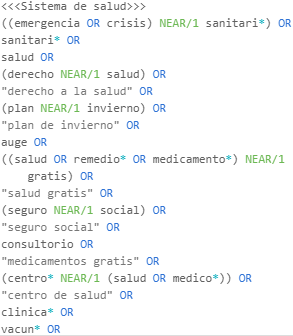 <<<Sistema de salud>>>
((emergencia OR crisis) NEAR/1 sanitari*) OR
sanitari* OR
salud OR
(derecho NEAR/1 salud) OR
"derecho a la salud" OR
(plan NEAR/1 invierno) OR
"plan de invierno" OR
auge OR
((salud OR remedio* OR medicamento*) NEAR/1
gratis) OR
"salud gratis" OR
(seguro NEAR/1 social) OR
"seguro social" OR
consultorio OR
"medicamentos gratis" OR
(centro* NEAR/1 (salud OR medico*)) OR
"centro de salud" OR
clinica* OR
vacun* OR